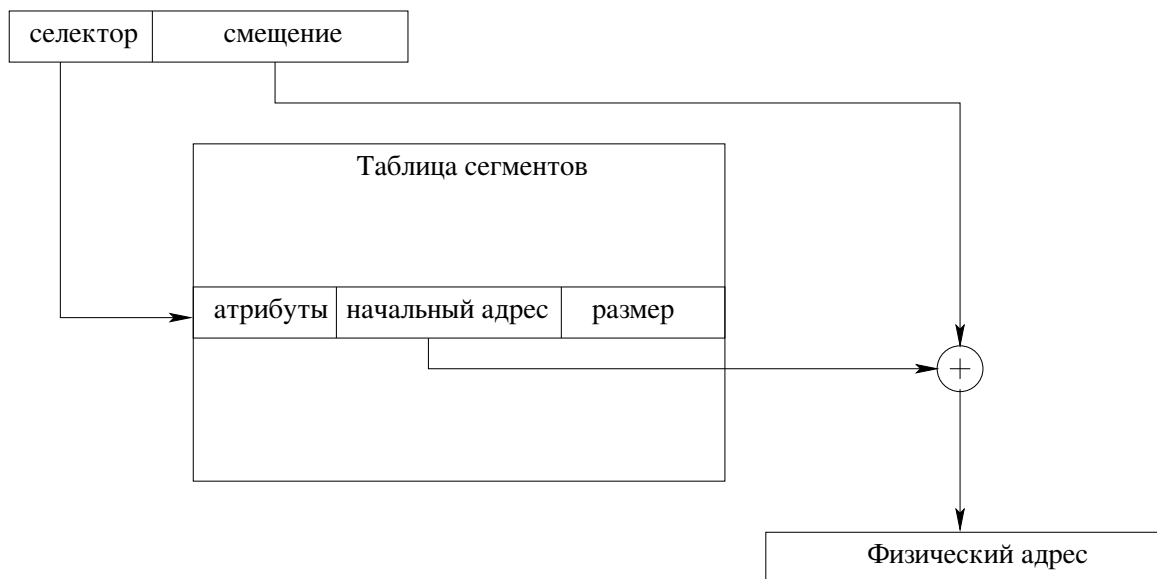 селектор смещение
Таблица сегментов
атрибуты начальный адрес размер
+
Физический адрес